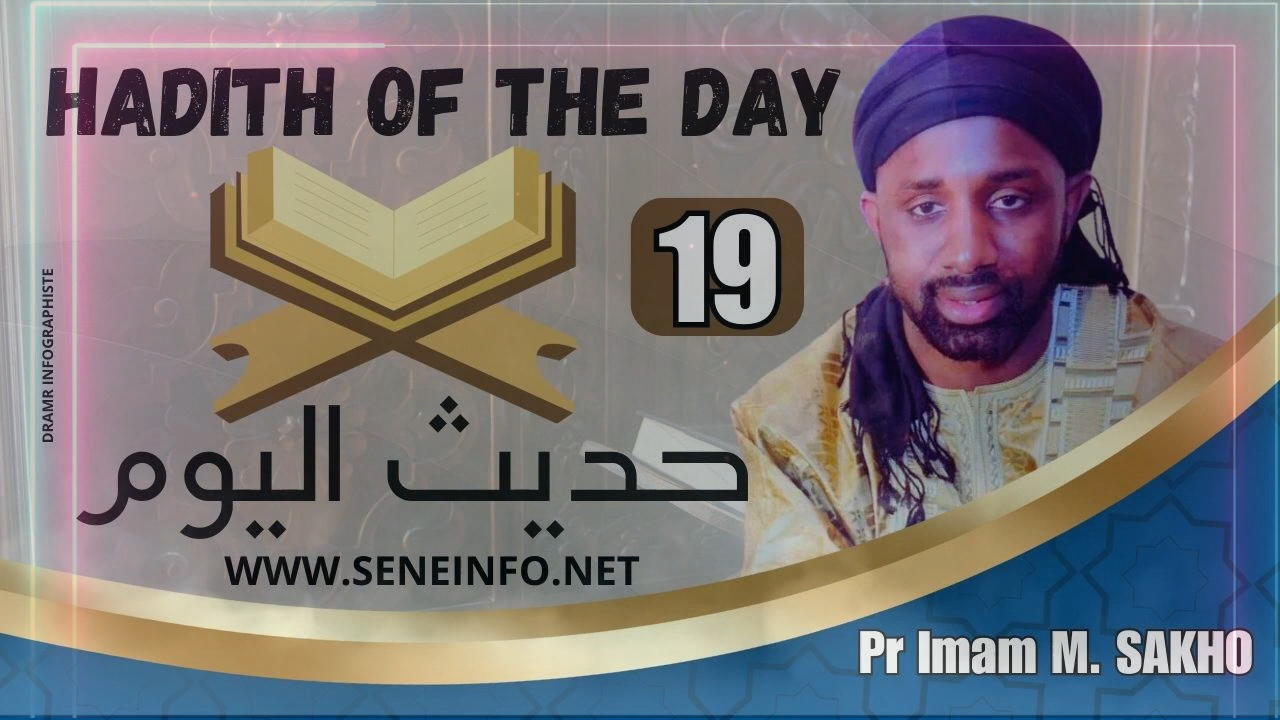 HADITH OF THE DAY
19
حديث اليوم
WWW.SENEINFO.NET
DRAMR INFOGRAPHISTE
Pr Imam M. SAKHO